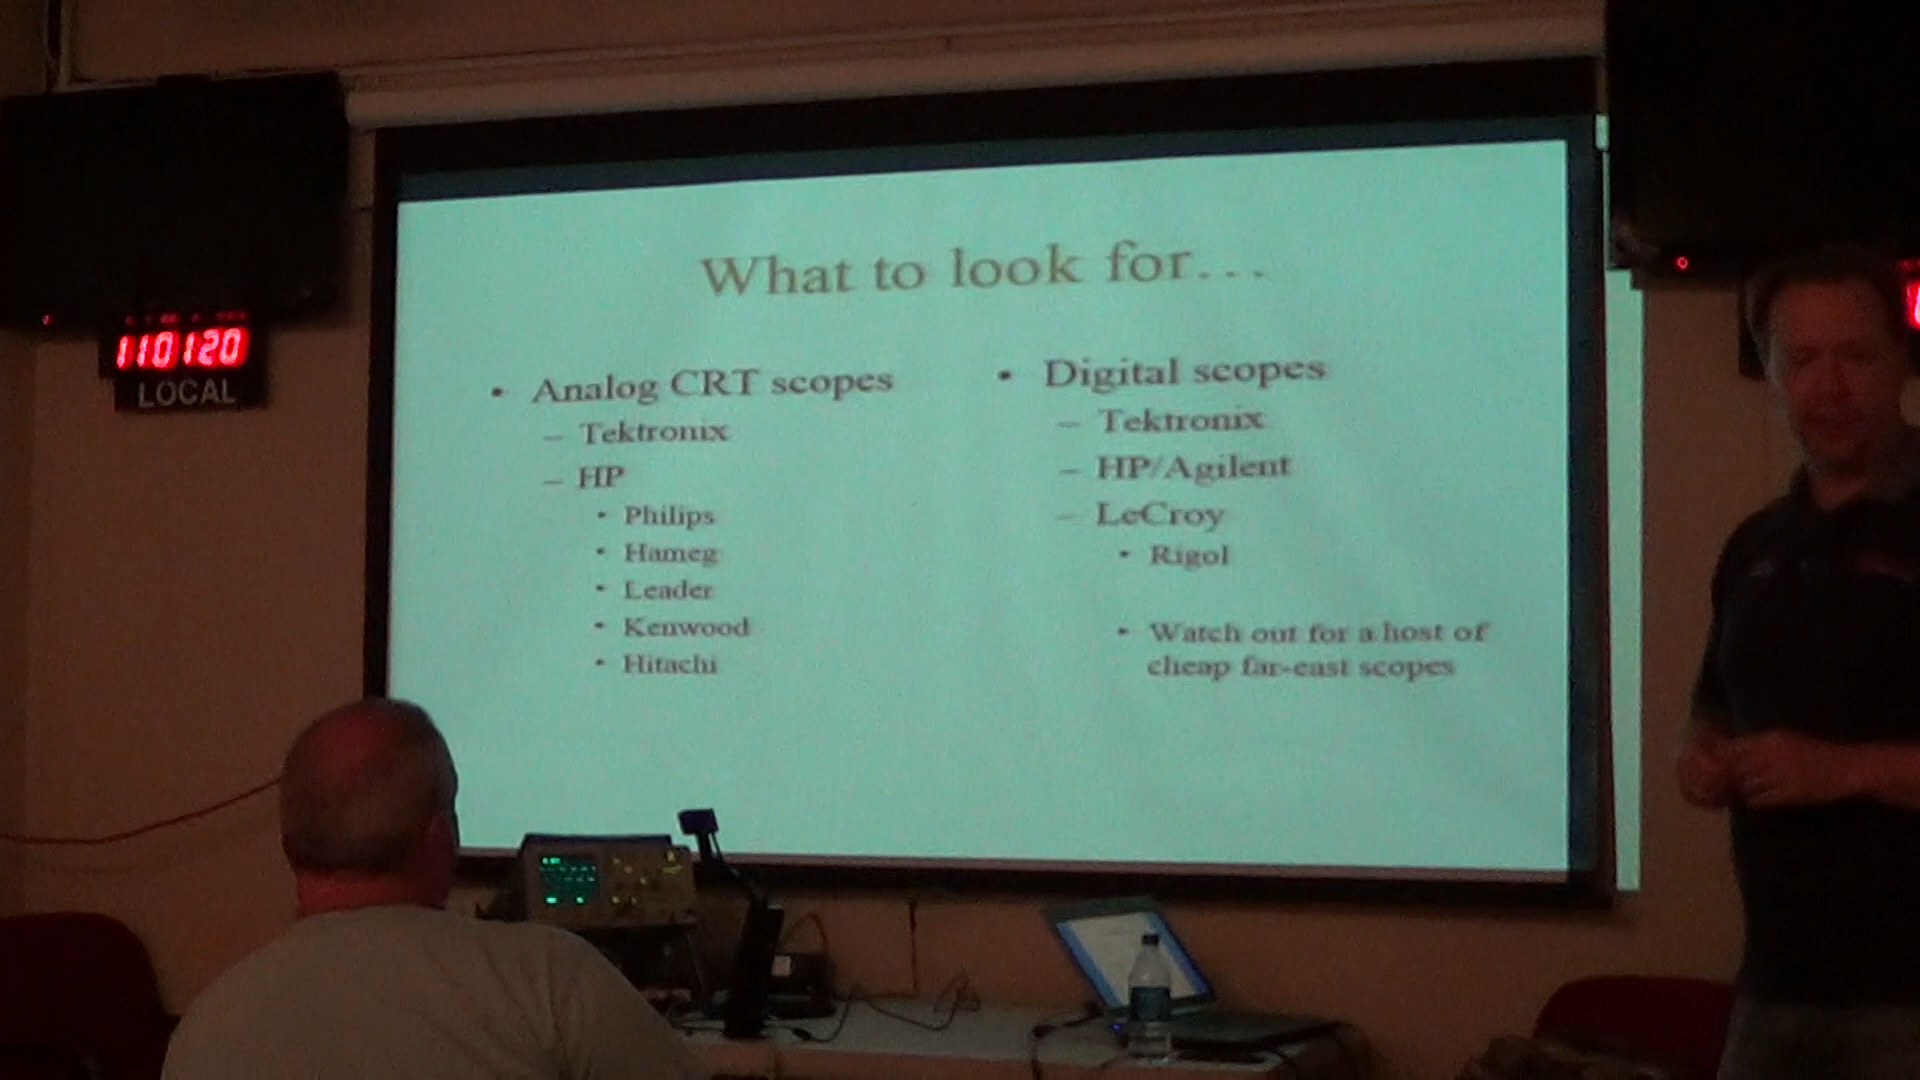 What to look for...
• Analog CRT scopes
– Tektronix
– HP
• Philips
• Hameg
• Leader
• Kenwood
• Hitachi
• Digital scopes
– Tektronix
– HP/Agilent
– LeCroy
• Rigol
• Watch out for a host of
cheap far-east scopes
110120
LOCAL